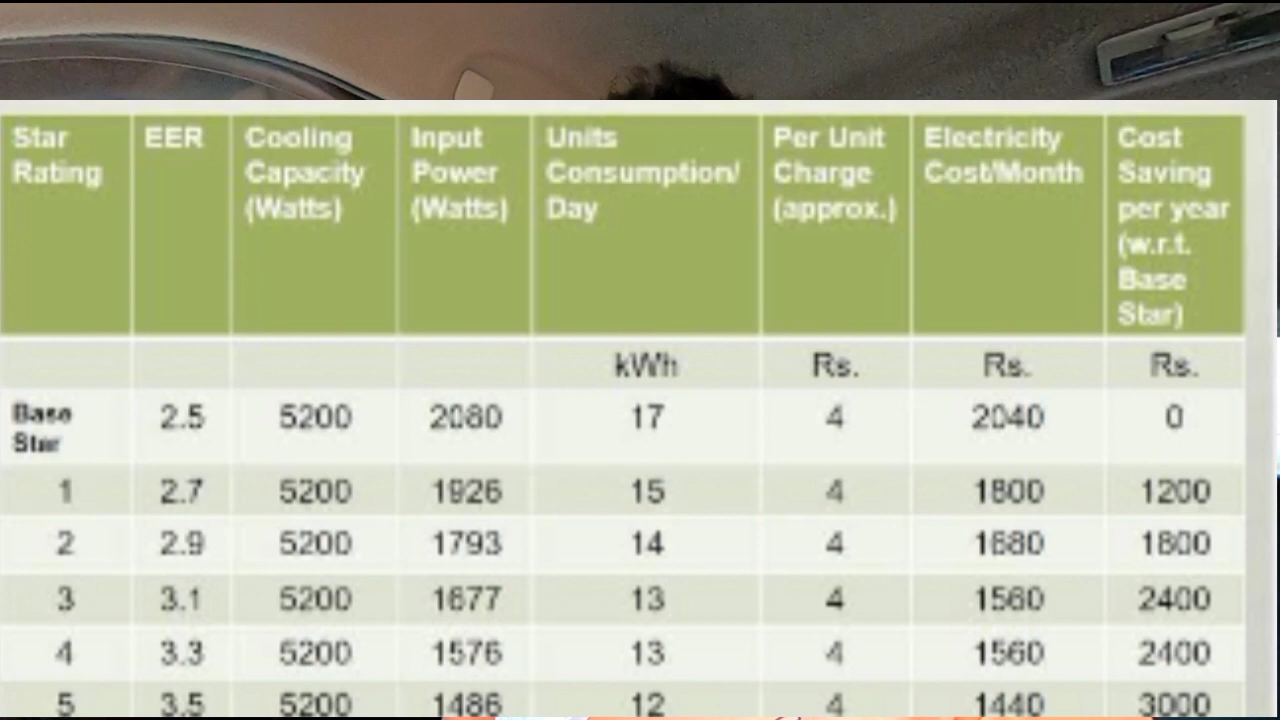 Star Rating EER Cooling Capacity (Watts) Input Power (Watts) Units Consumption/ Day Per Unit Charge (approx.) Electricity Cost/Month Cost Saving per year (w.r.t. Base Star)
kWh Rs. Rs. Rs.
Base Star 2.5 5200 2080 17 4 2040 0
1 2.7 5200 1926 15 4 1800 1200
2 2.9 5200 1793 14 4 1680 1800
3 3.1 5200 1677 13 4 1560 2400
4 3.3 5200 1576 13 4 1560 2400
5 3.5 5200 1486 12 4 1440 3000